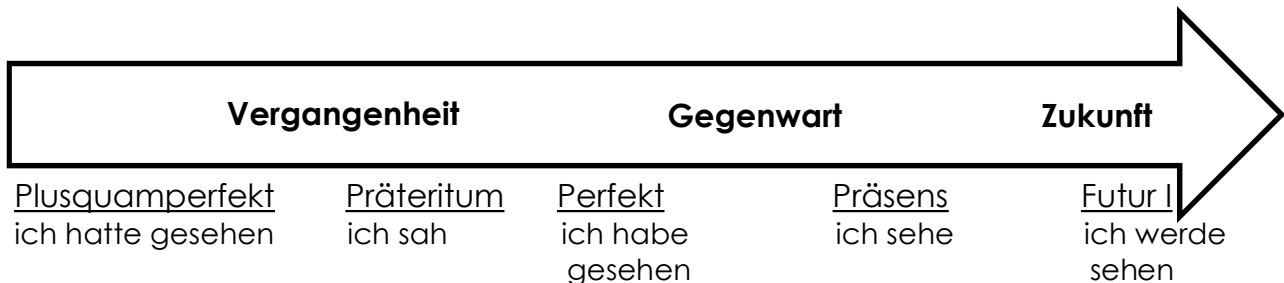 Vergangenheit Gegenwart Zukunft
Plusquamperfekt Präteritum Perfekt Präsens Futur I
ich hatte gesehen ich sah ich habe ich sehe ich werde
gesehen sehen